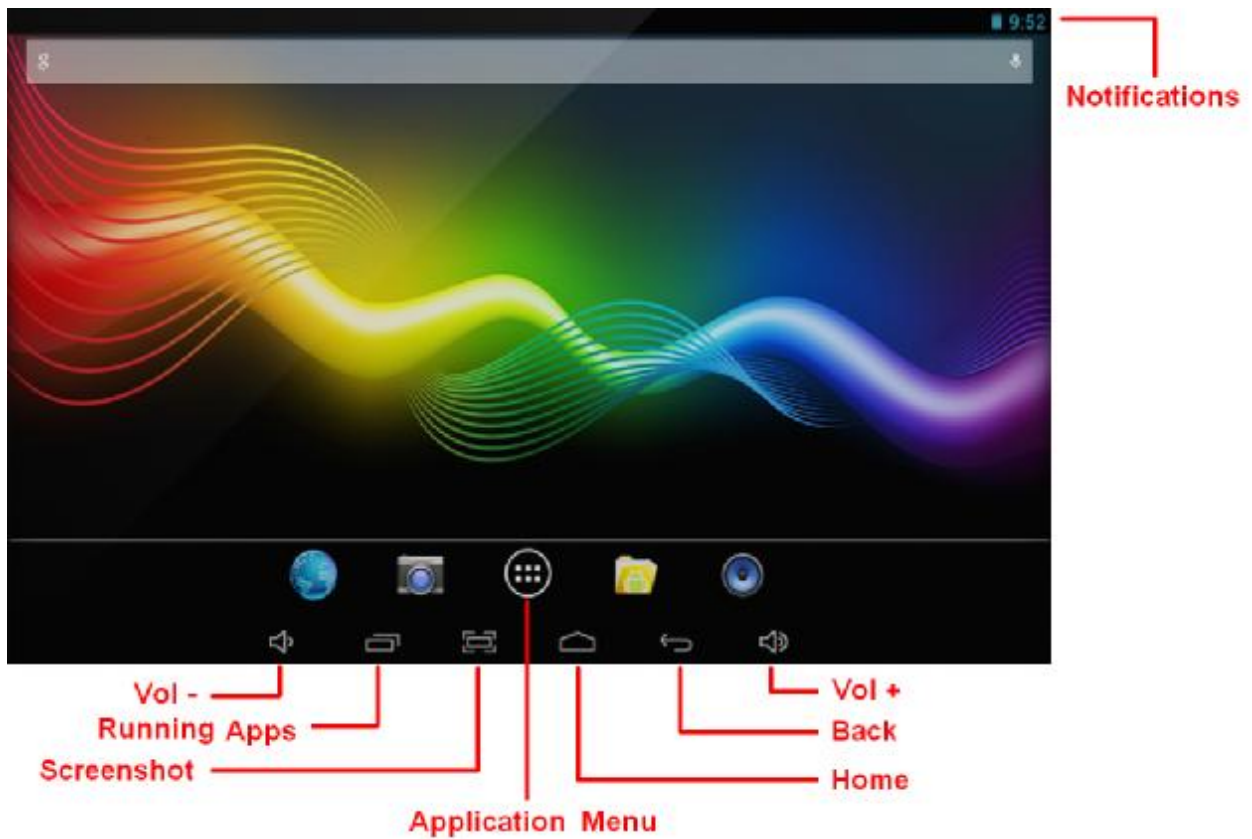 9:52
Notifications
Vol -
Vol +
Running Apps
Back
Screenshot
Home
Application Menu